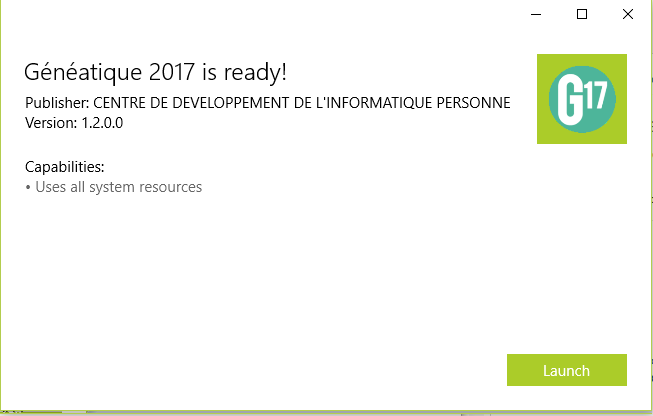 Généatique 2017 is ready!
Publisher: CENTRE DE DEVELOPPEMENT DE L'INFORMATIQUE PERSONNE
Version: 1.2.0.0
G17
Capabilities:
• Uses all system resources
Launch